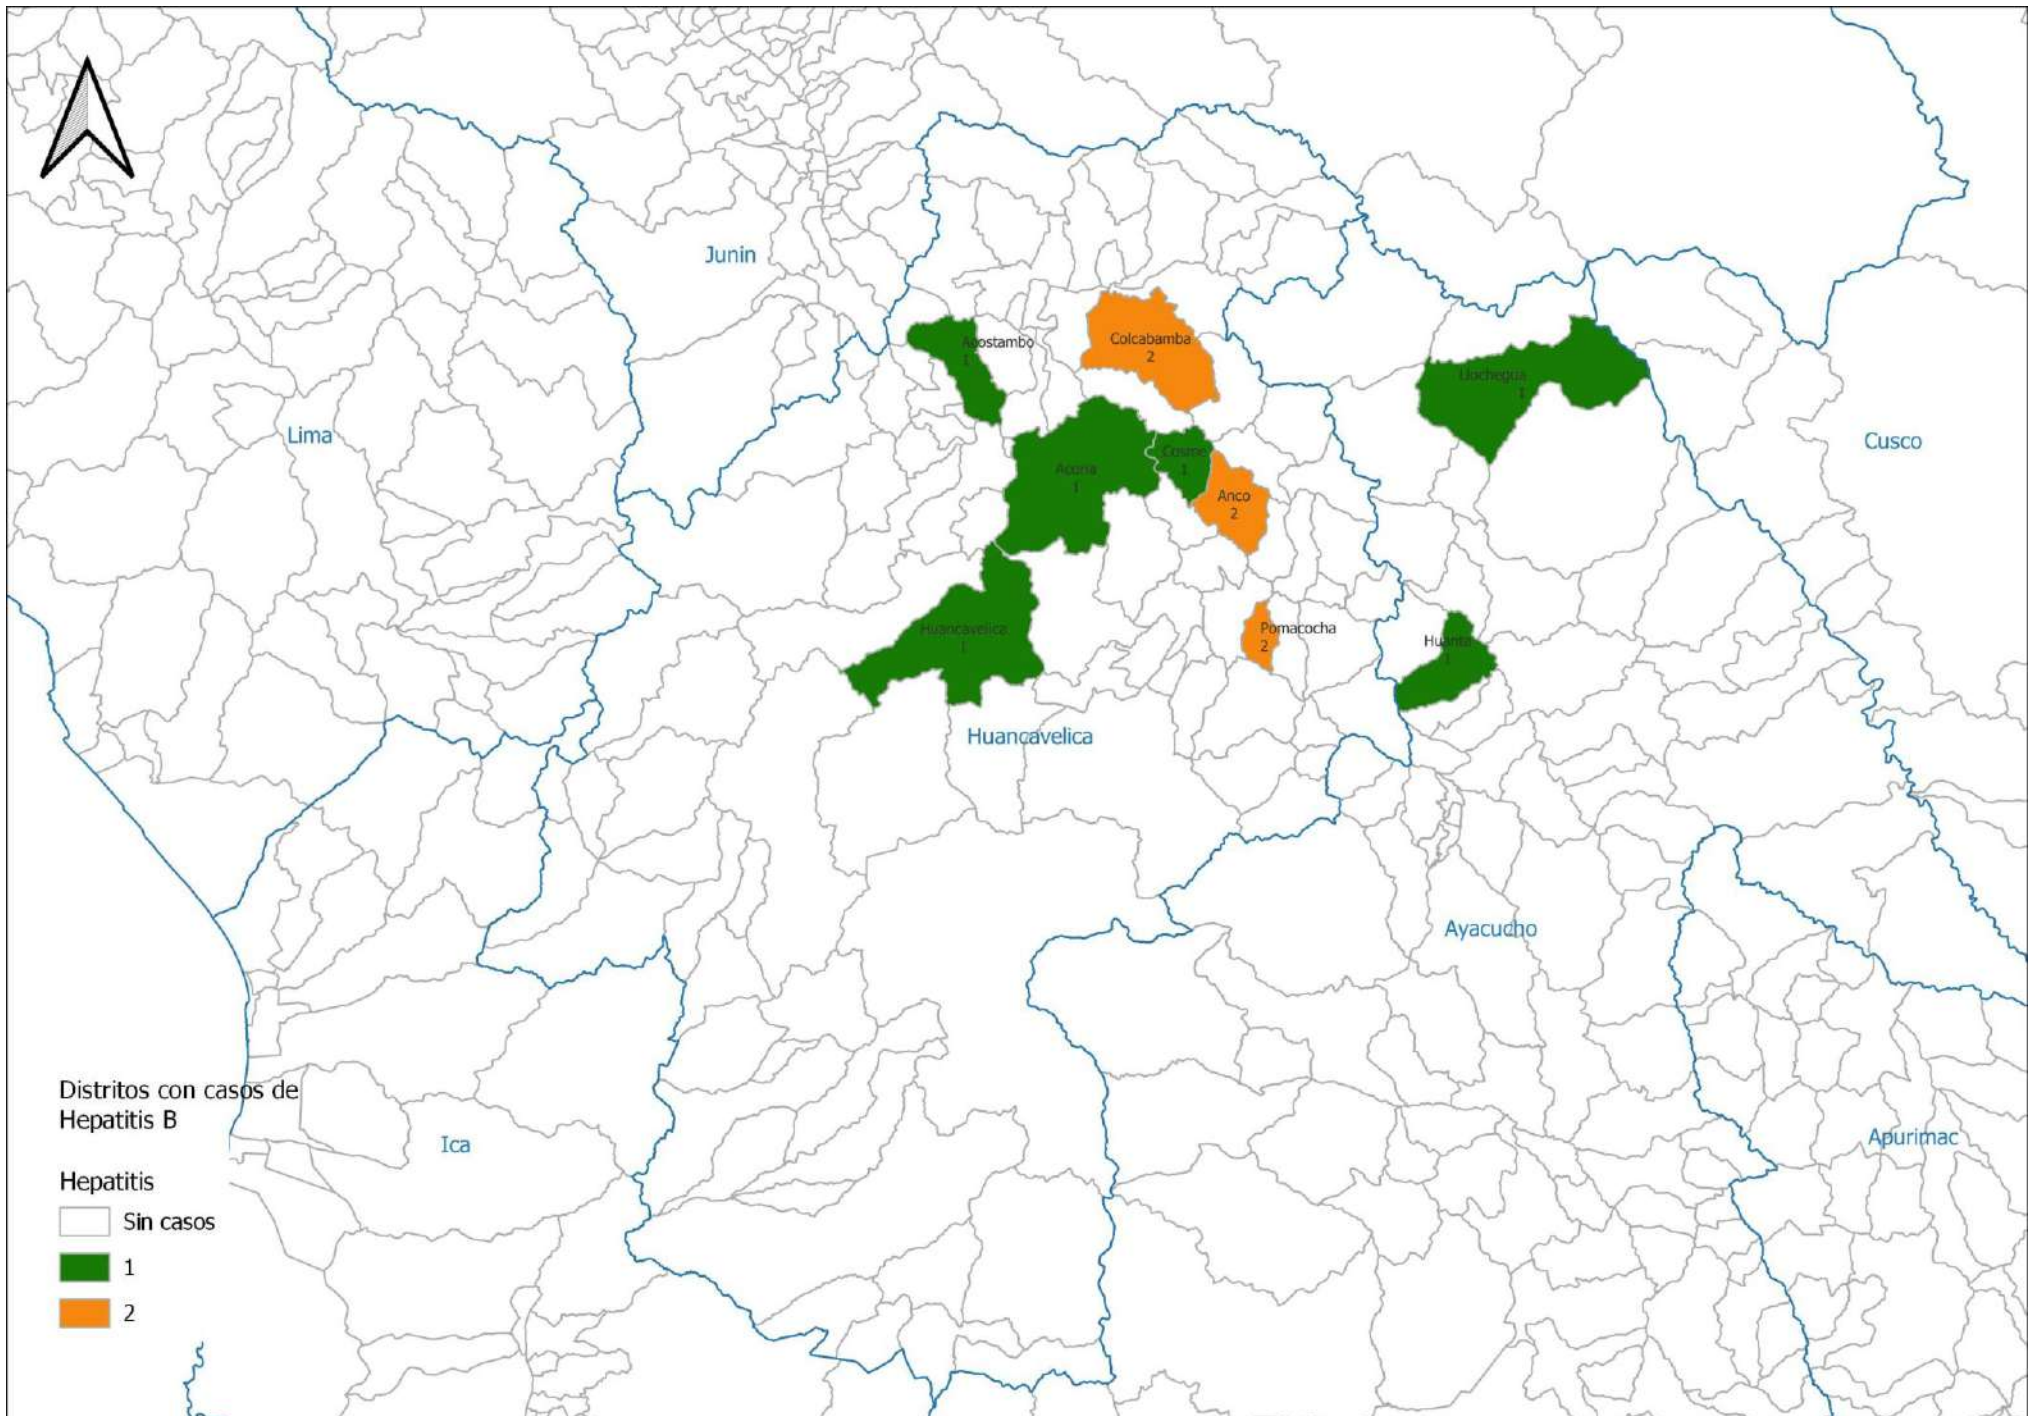 Junin
Acostambo
1
Colcabamba
2
Llochegua
1
Lima
Cusco
Cosme
1
Acoria
1
Anco
2
Huancavelica
1
Pomacocha
2
Huanta
1
Huancavelica
Ayacucho
Distritos con casos de
Hepatitis B
Ica
Apurimac
Hepatitis
Sin casos
1
2